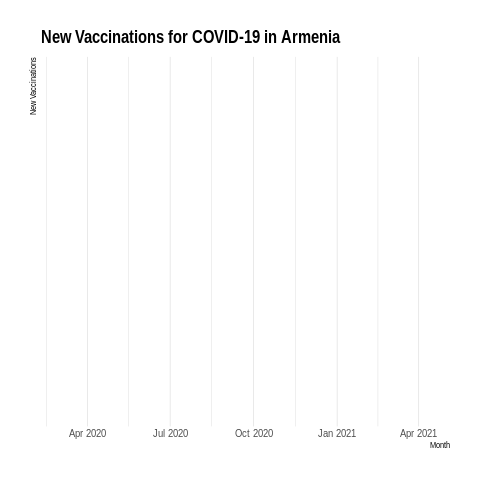 New Vaccinations for COVID-19 in Armenia
New Vaccinations
Apr 2020 Jul 2020 Oct 2020 Jan 2021 Apr 2021
Month